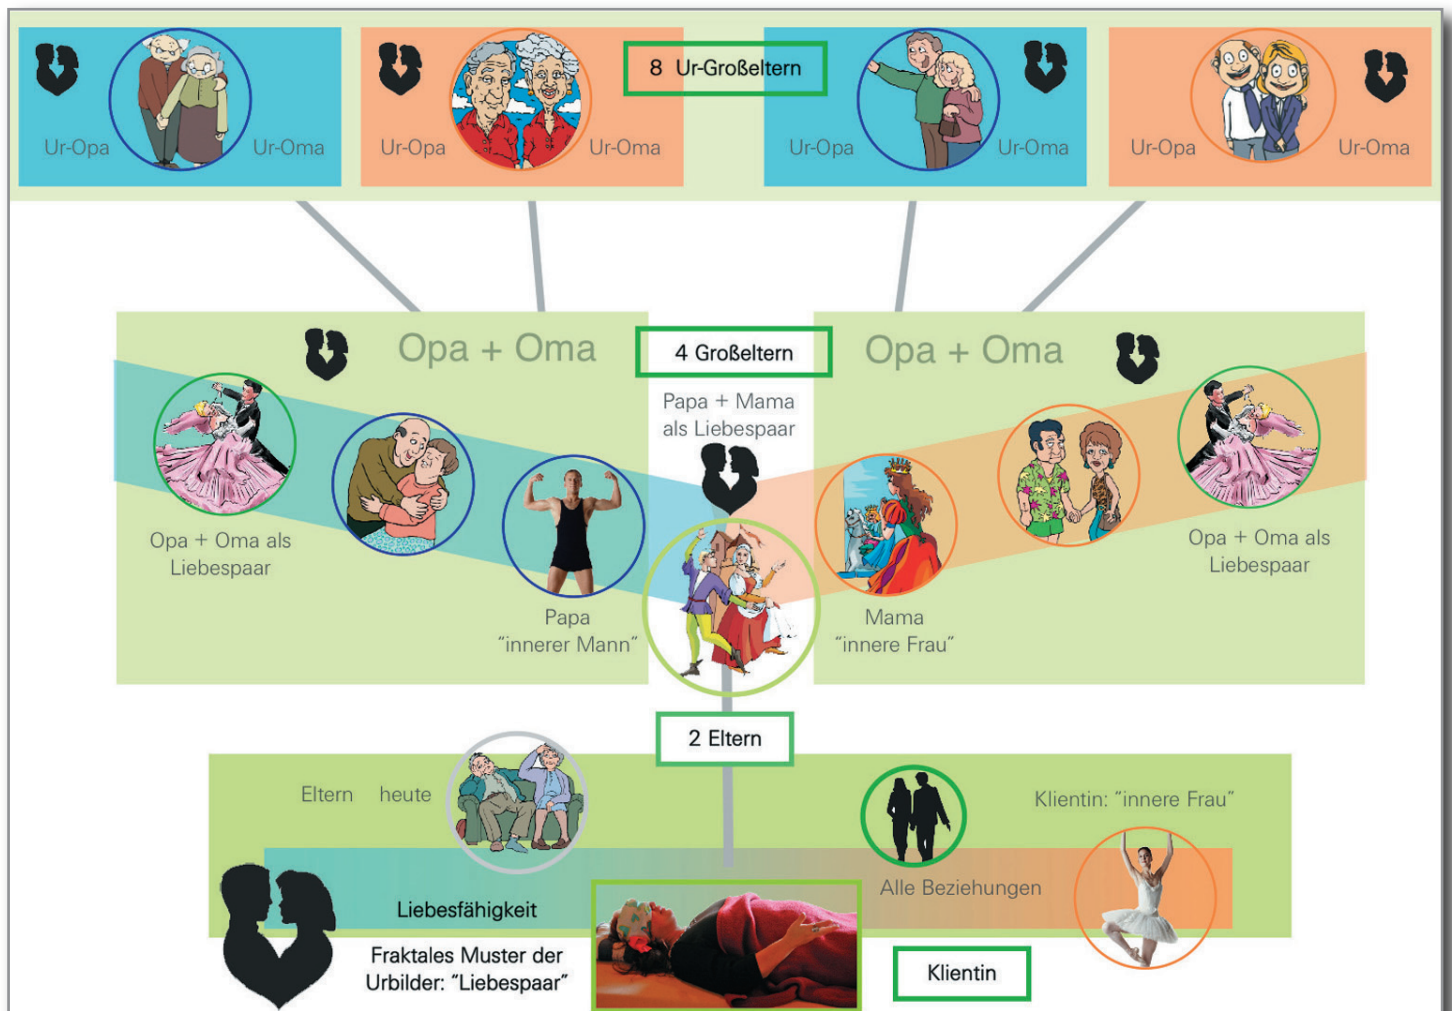 8 Ur-Großeltern
Ur-Opa
Ur-Oma
Ur-Opa
Ur-Oma
Ur-Opa
Ur-Oma
Ur-Opa
Ur-Oma
Opa + Oma
4 Großeltern
Opa + Oma
Papa + Mama
als Liebespaar
Opa + Oma als
Liebespaar
Papa
"innerer Mann"
Mama
"innere Frau"
Opa + Oma als
Liebespaar
2 Eltern
Eltern heute
Klientin: "innere Frau"
Alle Beziehungen
Liebesfähigkeit
Fraktales Muster der
Urbilder: "Liebespaar"
Klientin